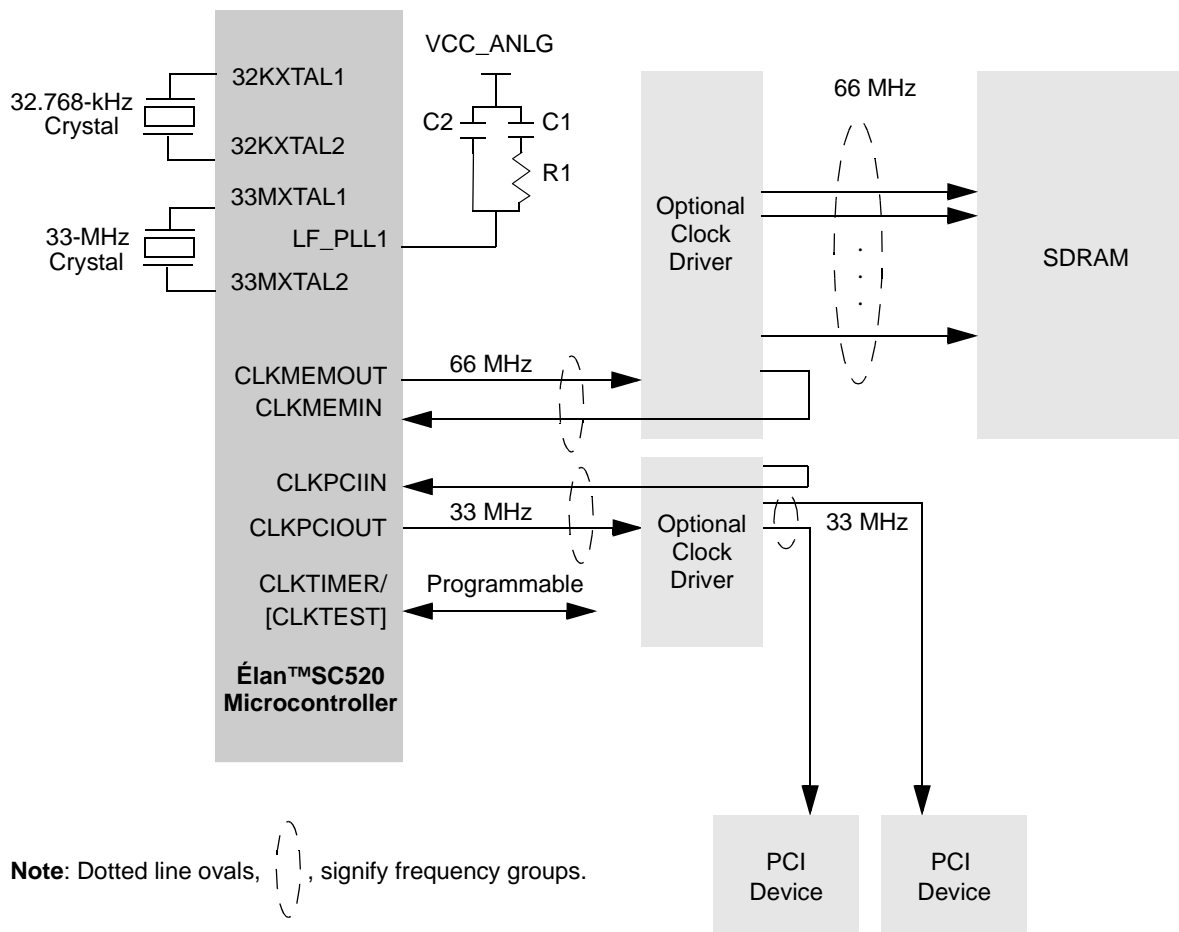 VCC_ANLG
32KXTAL1
32.768-kHz
Crystal
32KXTAL2
C2
C1
R1
33MXTAL1
33-MHz
Crystal
LF_PLL1
33MXTAL2
Optional
Clock
Driver
66 MHz
.
.
.
SDRAM
CLKMEMOUT
66 MHz
CLKMEMIN
CLKPCIIN
CLKPCIOUT
33 MHz
Optional
Clock
Driver
33 MHz
CLKTIMER/
[CLKTEST]
Programmable
Élan™SC520
Microcontroller
PCI
Device
PCI
Device
Note: Dotted line ovals, , signify frequency groups.